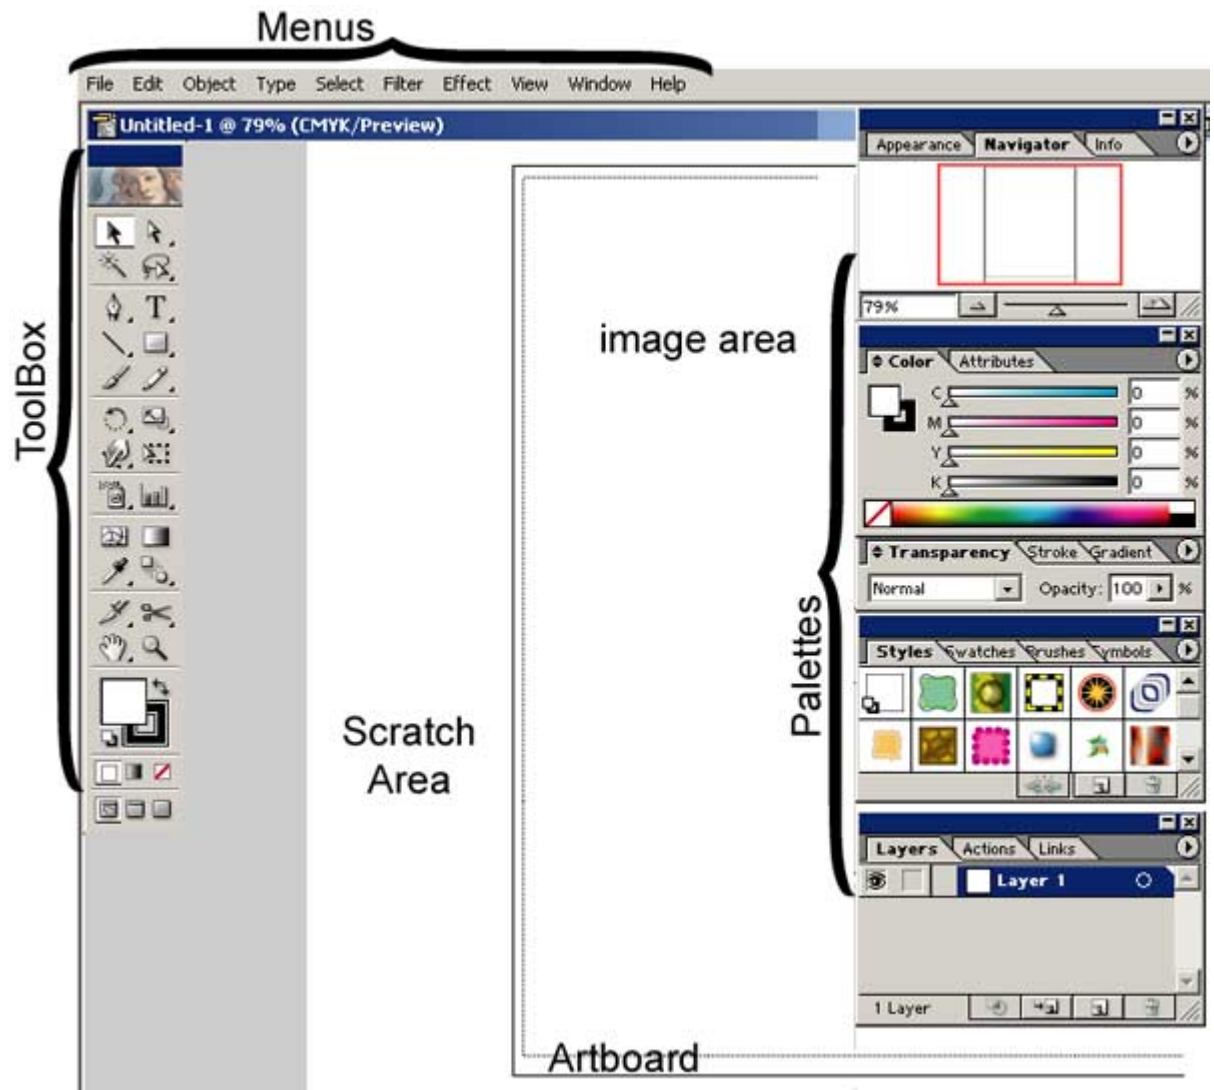 Menus
File Edit Object Type Select Filter Effect View Window Help
Untitled-1 @ 79% (CMYK/Preview)
Appearance Navigator Info
79%
ToolBox
T
image area
Color Attributes
C 0 %
M 0 %
Y 0 %
K 0 %
Transparency Stroke Gradient
Normal Opacity: 100 %
Palettes
Styles Swatches Brushes Symbols
Scratch
Area
Layers Actions Links
Layer 1
1 Layer
Artboard